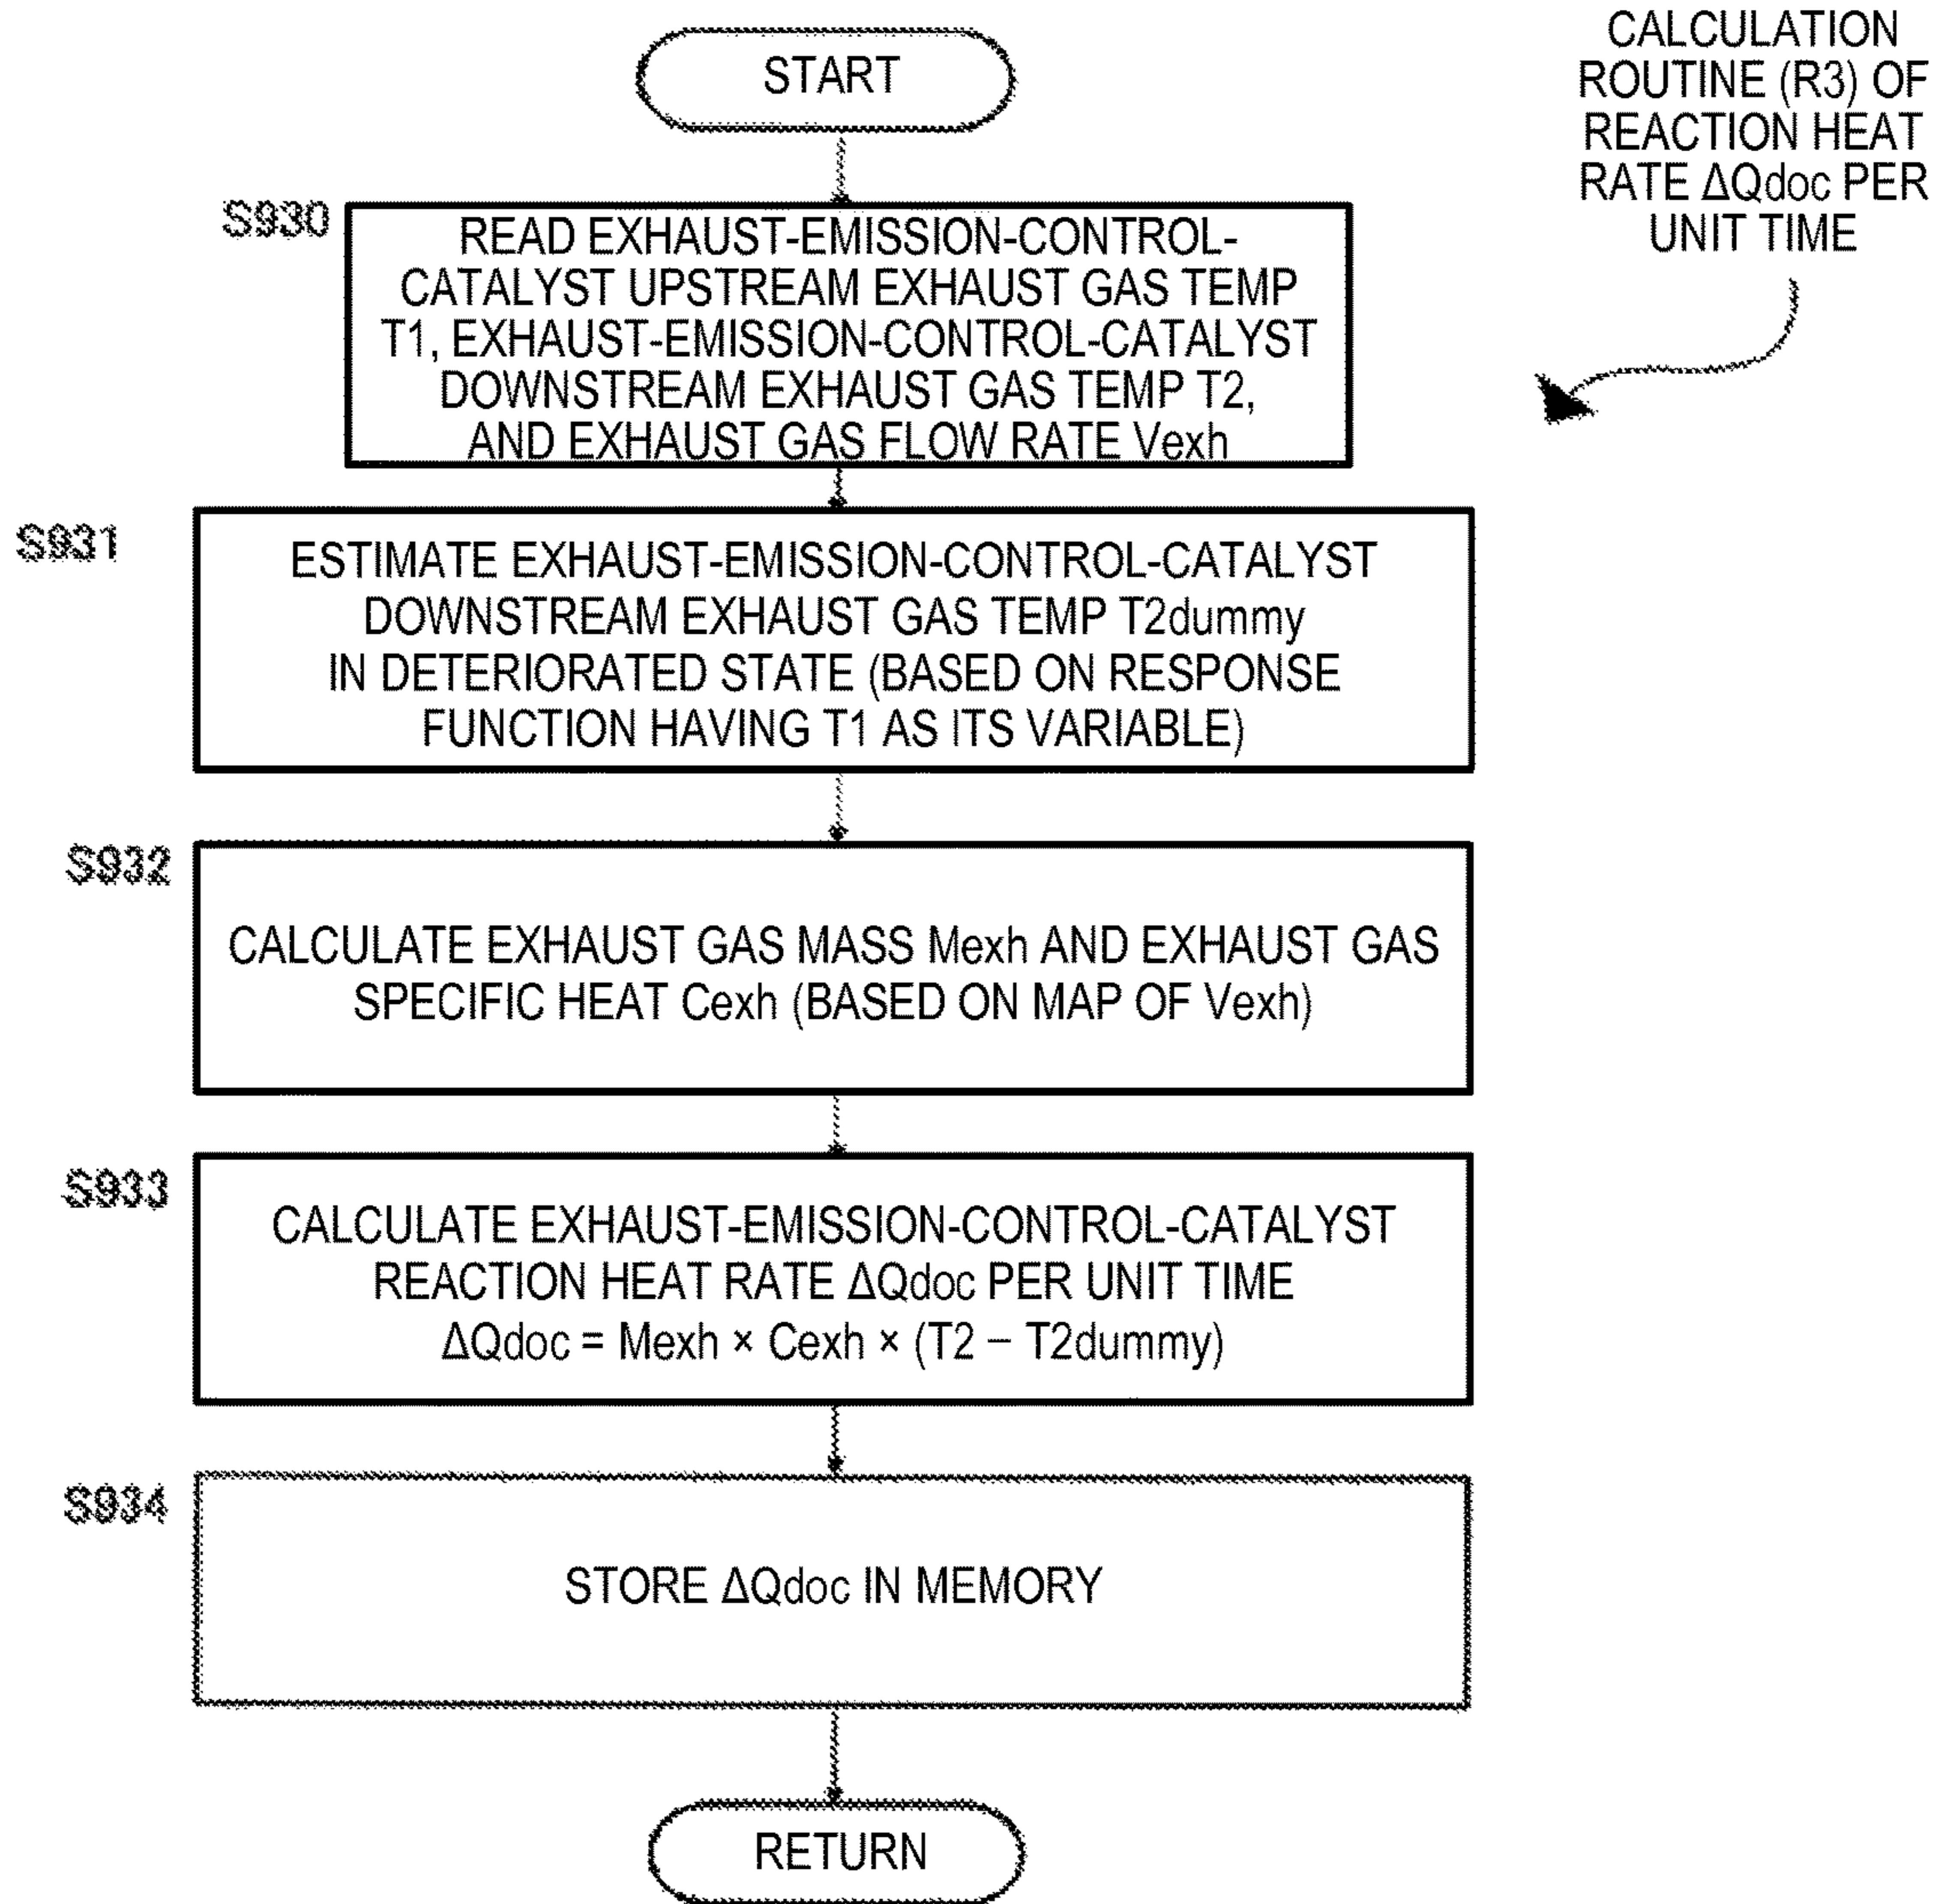 START
CALCULATION
ROUTINE (R3) OF
REACTION HEAT
RATE ΔQdoc PER
UNIT TIME
S930
READ EXHAUST-EMISSION-CONTROL-
CATALYST UPSTREAM EXHAUST GAS TEMP
T1, EXHAUST-EMISSION-CONTROL-CATALYST
DOWNSTREAM EXHAUST GAS TEMP T2,
AND EXHAUST GAS FLOW RATE Vexh
S931
ESTIMATE EXHAUST-EMISSION-CONTROL-CATALYST
DOWNSTREAM EXHAUST GAS TEMP T2dummy
IN DETERIORATED STATE (BASED ON RESPONSE
FUNCTION HAVING T1 AS ITS VARIABLE)
S932
CALCULATE EXHAUST GAS MASS Mexh AND EXHAUST GAS
SPECIFIC HEAT Cexh (BASED ON MAP OF Vexh)
S933
CALCULATE EXHAUST-EMISSION-CONTROL-CATALYST
REACTION HEAT RATE ΔQdoc PER UNIT TIME
ΔQdoc = Mexh × Cexh × (T2 – T2dummy)
S934
STORE ΔQdoc IN MEMORY
RETURN